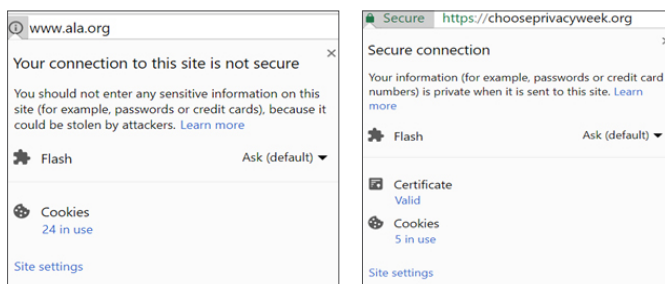 www.ala.org
Your connection to this site is not secure
You should not enter any sensitive information on this
site (for example, passwords or credit cards), because it
could be stolen by attackers. Learn more
Flash Ask (default)
Cookies
24 in use
Site settings
Secure https://chooseprivacyweek.org
Secure connection
Your information (for example, passwords or credit card
numbers) is private when it is sent to this site. Learn
more
Flash Ask (default)
Certificate
Valid
Cookies
5 in use
Site settings